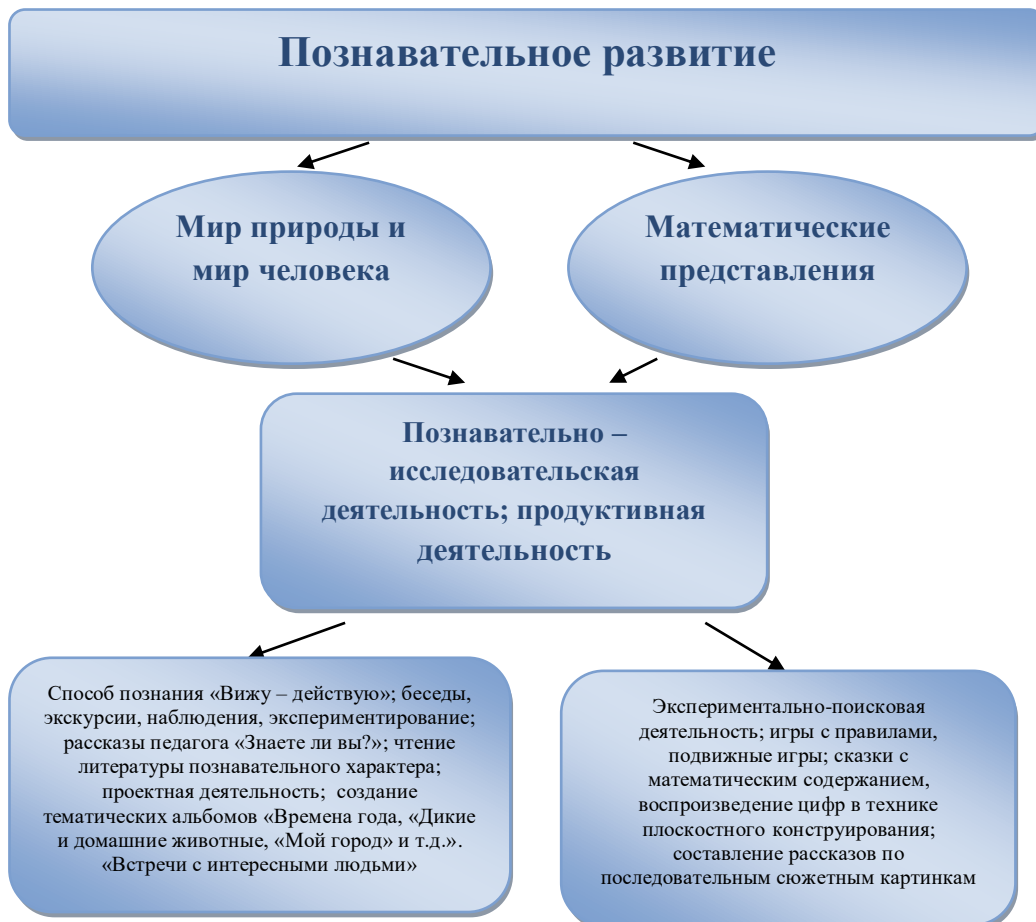 Познавательное развитие
Мир природы и
мир человека
Математические
представления
Познавательно –
исследовательская
деятельность; продуктивная
деятельность
Способ познания «Вижу – действую»; беседы,
экскурсии, наблюдения, экспериментирование;
рассказы педагога «Знаете ли вы?»; чтение
литературы познавательного характера;
проектная деятельность; создание
тематических альбомов «Времена года, «Дикие
и домашние животные, «Мой город» и т.д.».
«Встречи с интересными людьми»
Экспериментально-поисковая
деятельность; игры с правилами,
подвижные игры; сказки с
математическим содержанием,
воспроизведение цифр в технике
плоскостного конструирования;
составление рассказов по
последовательным сюжетным картинкам